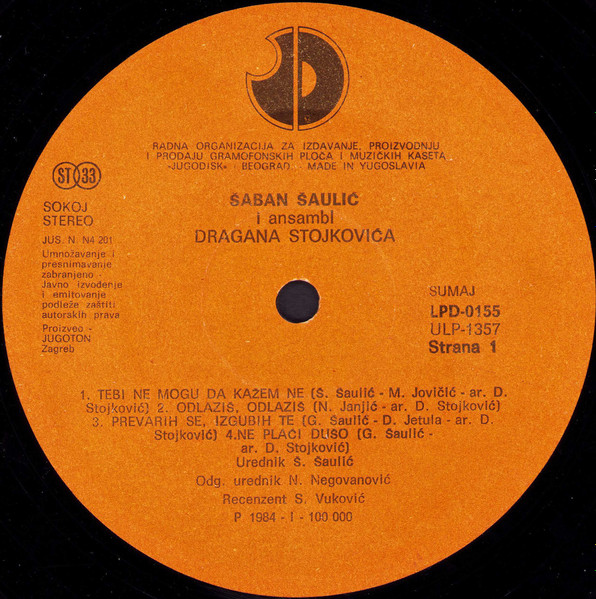 RADNA ORGANIZACIJA ZA IZDAVANJE, PROIZVODNJU
I PRODAJU GRAMOFONSKIH PLOČA I MUZIČKIH KASETA
-JUGODISK- BEOGRAD - MADE IN YUGOSLAVIA
ST 33
ŠABAN ŠAULIĆ
i ansambl
DRAGANA STOJKOVIĆA
SOKOJ
STEREO
JUS. N. N4 201
Umnožavanje i
presnimavanje
zabranjeno -
Javno izvođenje
i emitovanje
podleže zaštiti
autorskih prava
Proizveo -
JUGOTON
Zagreb
SUMAJ
LPD-0155
ULP-1357
Strana 1
1. TEBI NE MOGU DA KAŽEM NE (Š. Šaulić - M. Jovičić - ar. D.
Stojković) 2. ODLAZIŠ, ODLAZIŠ (N. Janjić - ar. D. Stojković)
3. PREVARIH SE, IZGUBIH TE (G. Šaulić - D. Jetula - ar. D.
Stojković) 4.NE PLAČI DUŠO (G. Šaulić -
ar. D. Stojković)
Urednik Š. Šaulić
Odg. urednik N. Negovanović
Recenzent S. Vuković
P 1984 - I - 100 000